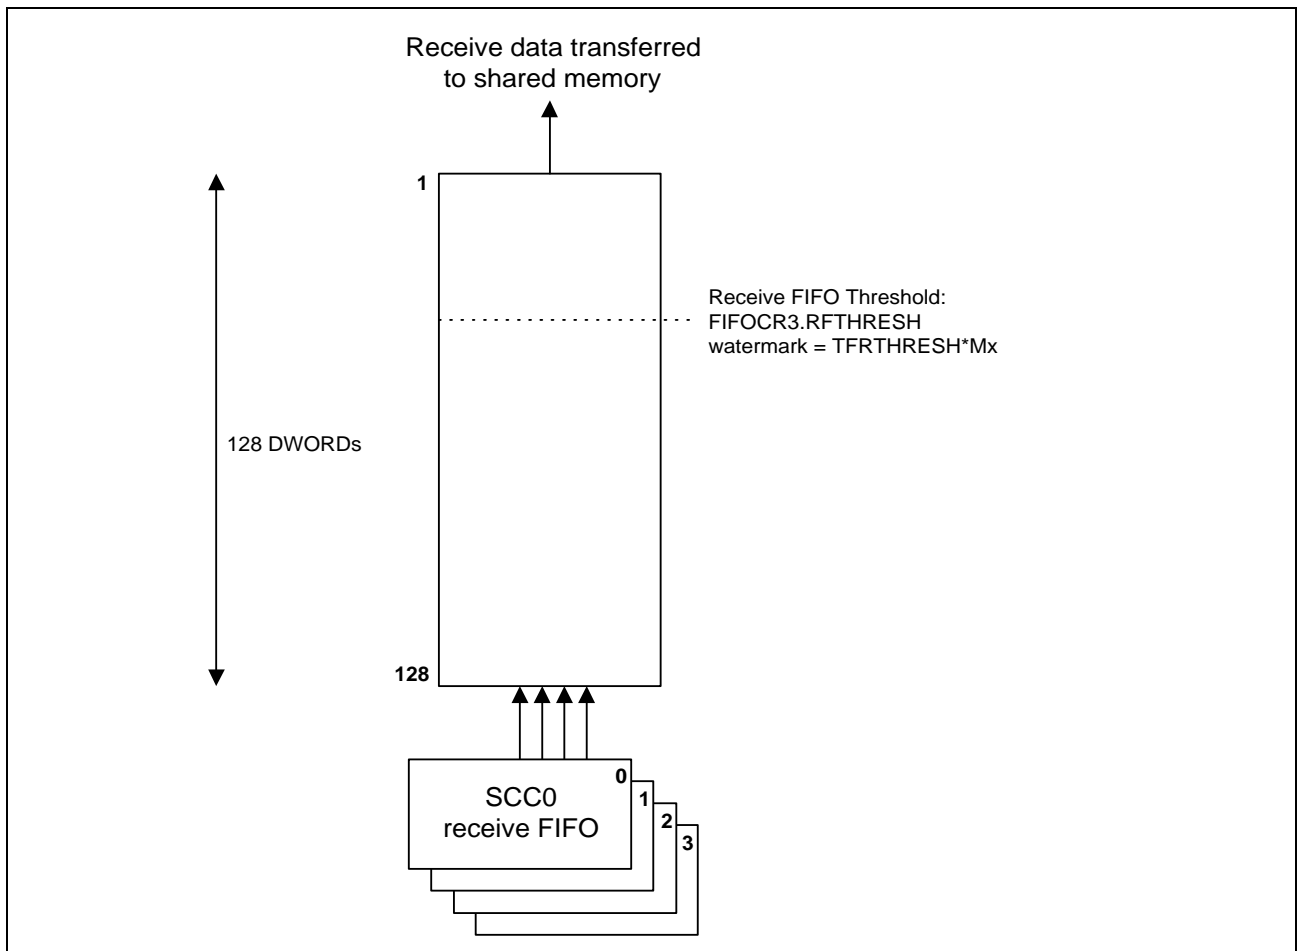 Receive data transferred
to shared memory
1
Receive FIFO Threshold:
FIFOCR3.RFTHRESH
watermark = TFRTHRESH*Mx
128 DWORDs
128
0
SCC0
receive FIFO
1
2
3